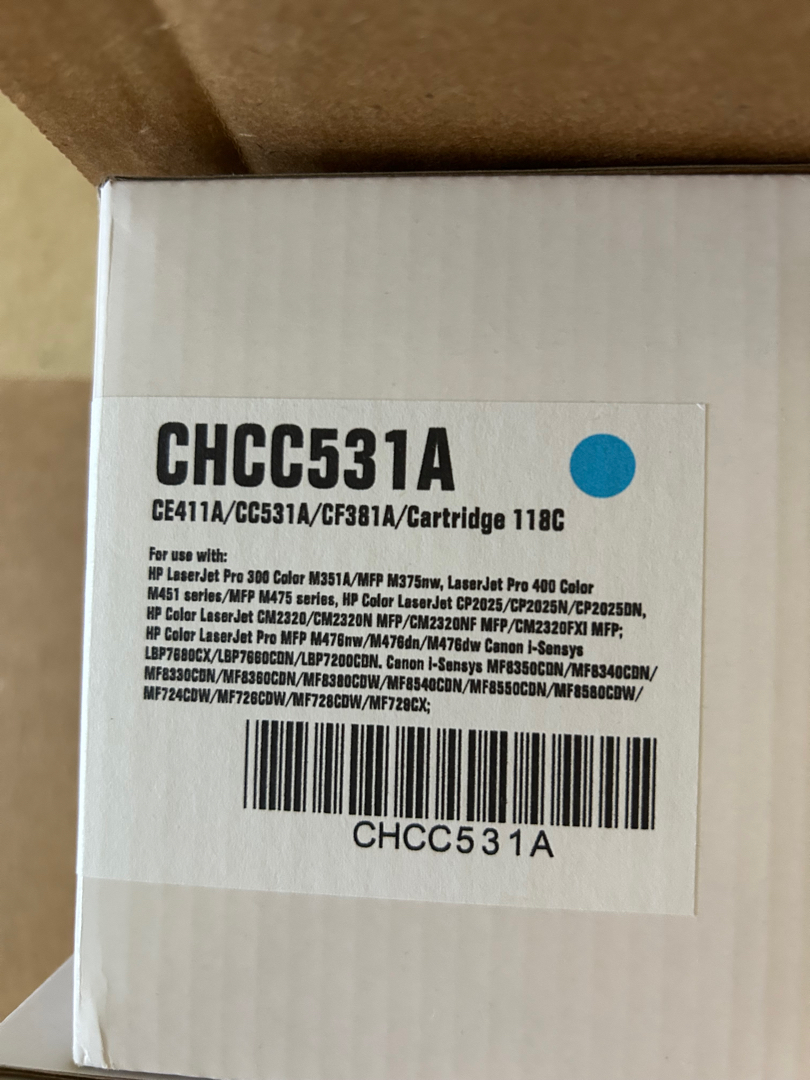 CHCC531A
CE411A/CC531A/CF381A/Cartridge 118C
For use with:
HP LaserJet Pro 300 Color M351A/MFP M375nw, LaserJet Pro 400 Color
M451 series/MFP M475 series, HP Color LaserJet CP2025/CP2025N/CP2025DN,
HP Color LaserJet CM2320/CM2320N MFP/CM2320NF MFP/CM2320FXI MFP;
HP Color LaserJet Pro MFP M476nw/M476dn/M476dw Canon i-Sensys
LBP7680CX/LBP7660CDN/LBP7200CDN. Canon i-Sensys MF8350CDN/MF8340CDN/
MF8330CDN/MF8360CDN/MF8380CDW/MF8540CDN/MF8550CDN/MF8580CDW/
MF724CDW/MF726CDW/MF728CDW/MF729CX;
CHCC531A